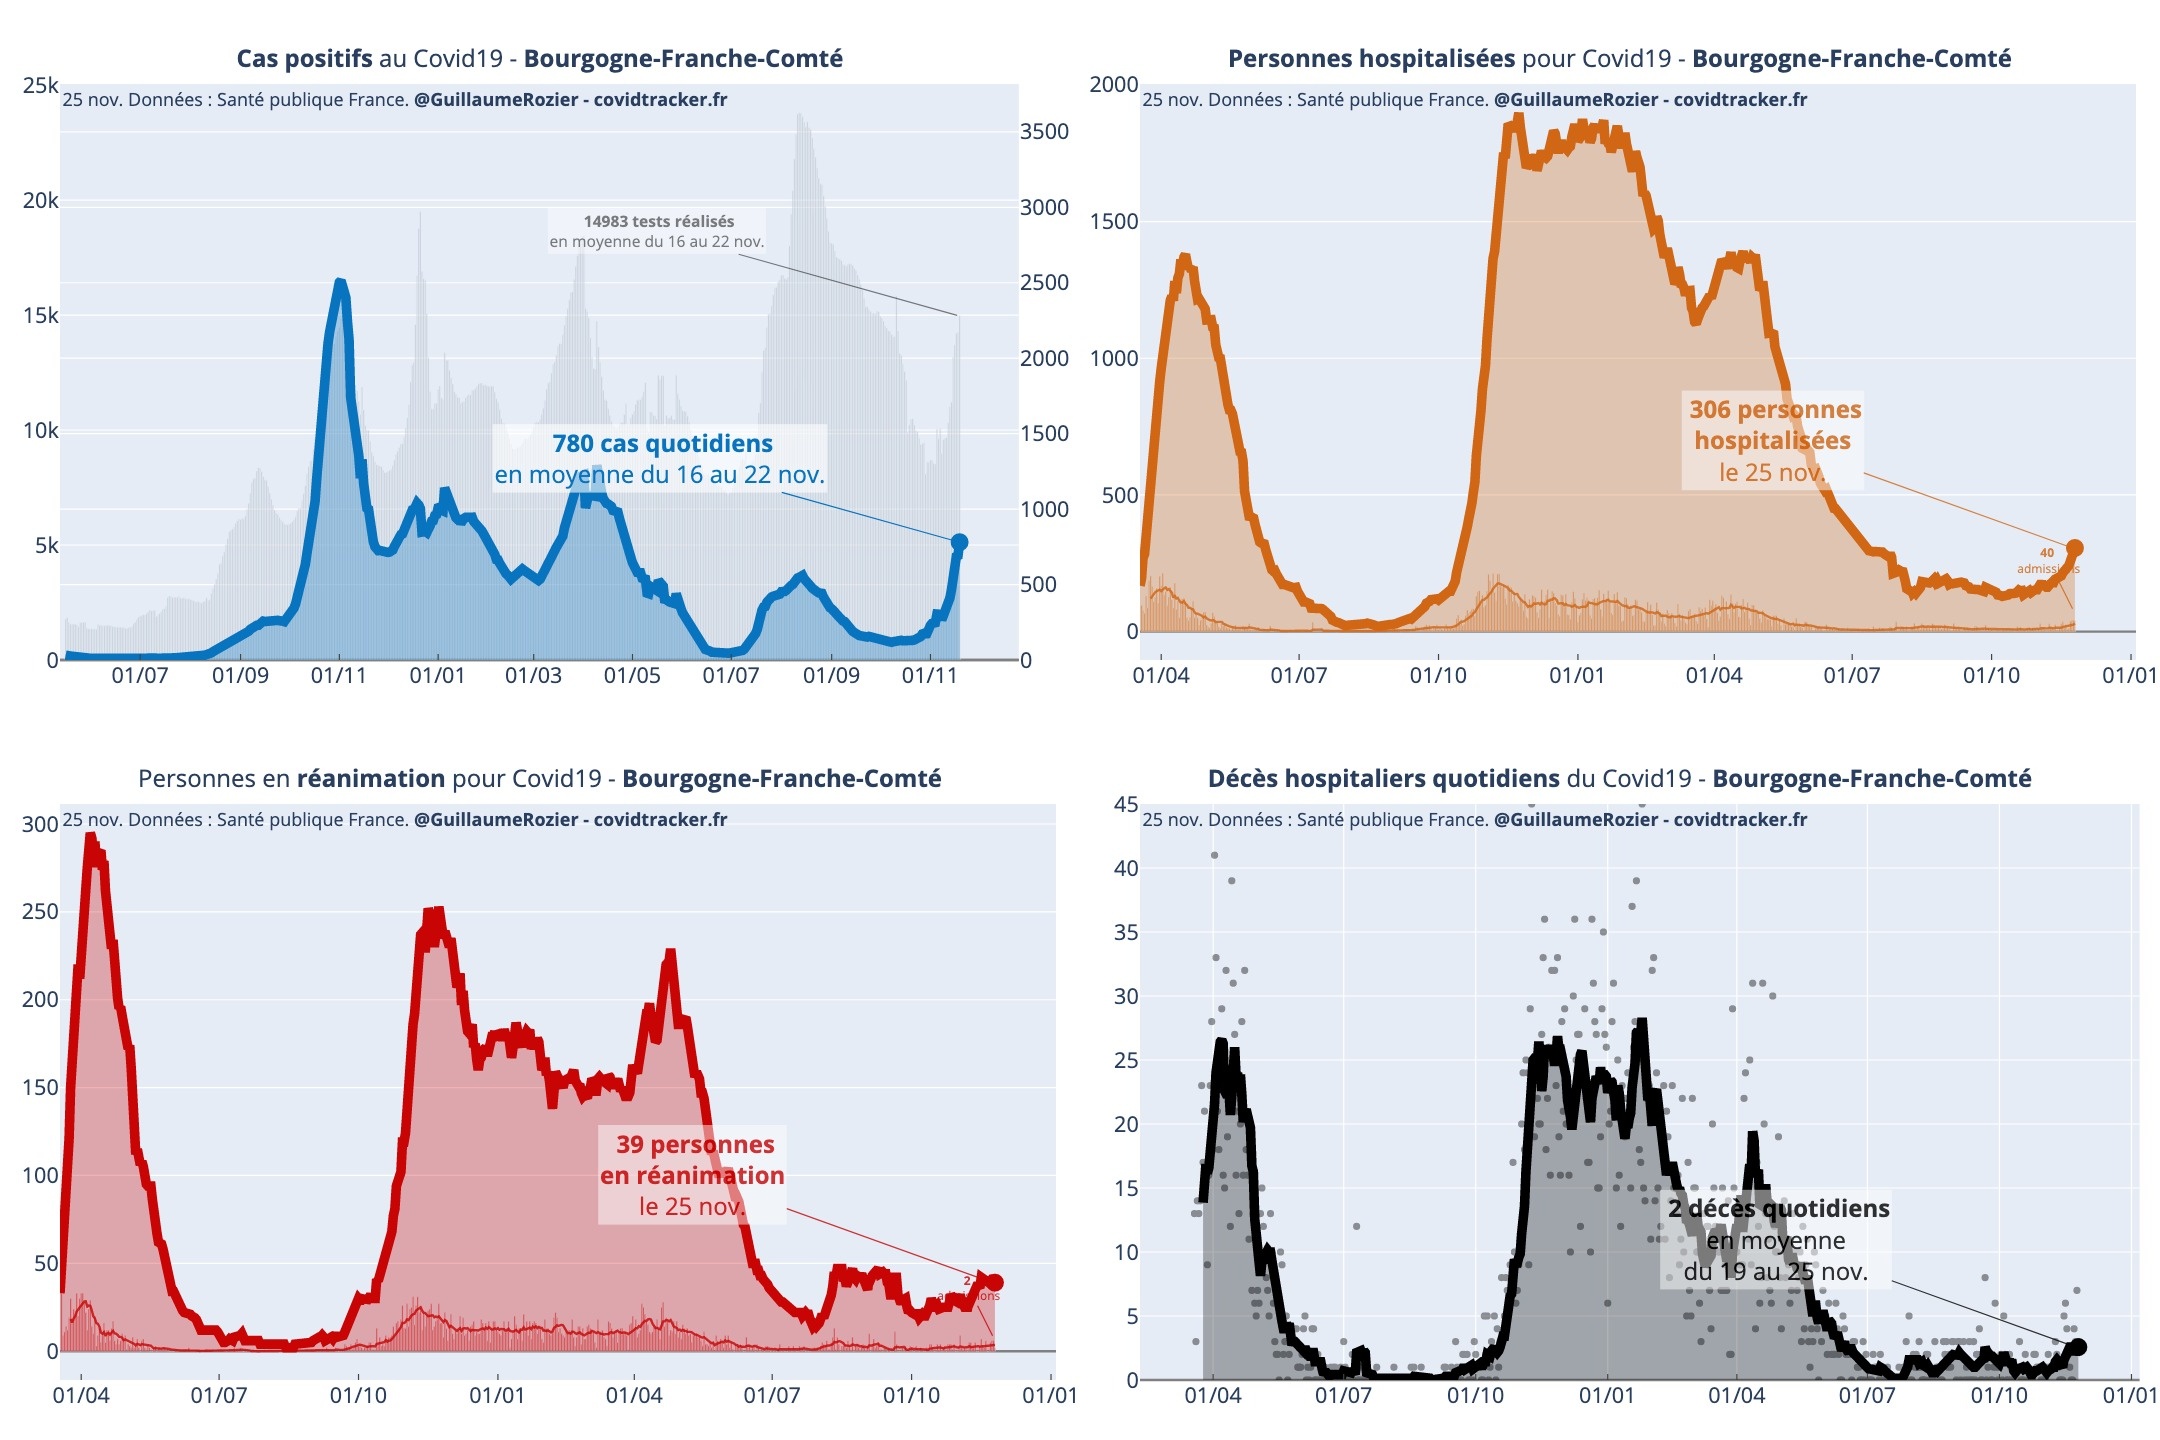 Cas positifs au Covid19 - Bourgogne-Franche-Comté
25 nov. Données : Santé publique France. @GuillaumeRozier - covidtracker.fr
25k
20k
15k
10k
5k
0
3500
3000
2500
2000
1500
1000
500
0
14983 tests réalisés
en moyenne du 16 au 22 nov.
780 cas quotidiens
en moyenne du 16 au 22 nov.
01/07 01/09 01/11 01/01 01/03 01/05 01/07 01/09 01/11
Personnes hospitalisées pour Covid19 - Bourgogne-Franche-Comté
25 nov. Données : Santé publique France. @GuillaumeRozier - covidtracker.fr
2000
1500
1000
500
0
306 personnes
hospitalisées
le 25 nov.
40
admissions
01/04 01/07 01/10 01/01 01/04 01/07 01/10 01/01
Personnes en réanimation pour Covid19 - Bourgogne-Franche-Comté
25 nov. Données : Santé publique France. @GuillaumeRozier - covidtracker.fr
300
250
200
150
100
50
0
39 personnes
en réanimation
le 25 nov.
2
admissions
01/04 01/07 01/10 01/01 01/04 01/07 01/10 01/01
Décès hospitaliers quotidiens du Covid19 - Bourgogne-Franche-Comté
25 nov. Données : Santé publique France. @GuillaumeRozier - covidtracker.fr
45
40
35
30
25
20
15
10
5
0
2 décès quotidiens
en moyenne
du 19 au 25 nov.
01/04 01/07 01/10 01/01 01/04 01/07 01/10 01/01